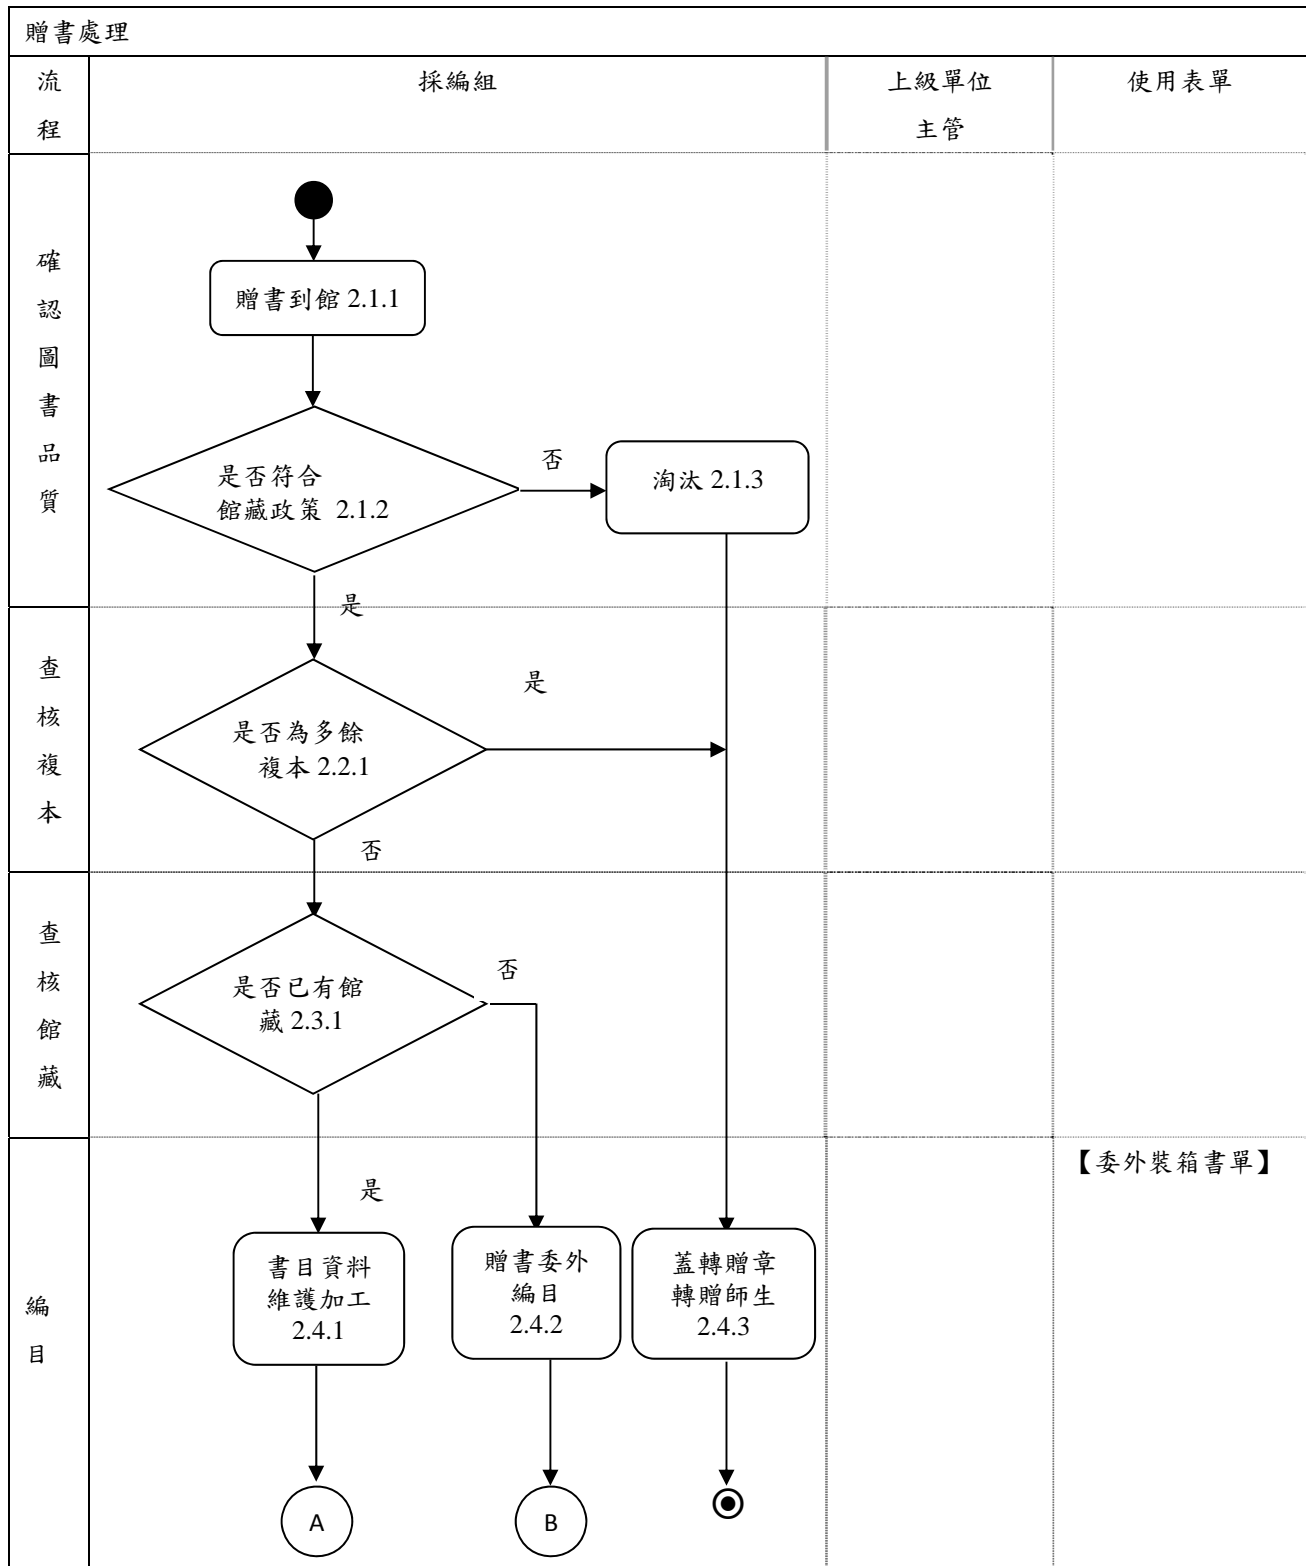 贈書處理
流
程
採編組
上級單位
主管
使用表單
確
認
圖
書
品
質
贈書到館 2.1.1
是否符合
館藏政策 2.1.2
否
淘汰 2.1.3
是
查
核
複
本
是否為多餘
複本 2.2.1
是
否
查
核
館
藏
是否已有館
藏 2.3.1
否
是
編
目
【委外裝箱書單】
書目資料
維護加工
2.4.1
贈書委外
編目
2.4.2
蓋轉贈章
轉贈師生
2.4.3
A
B